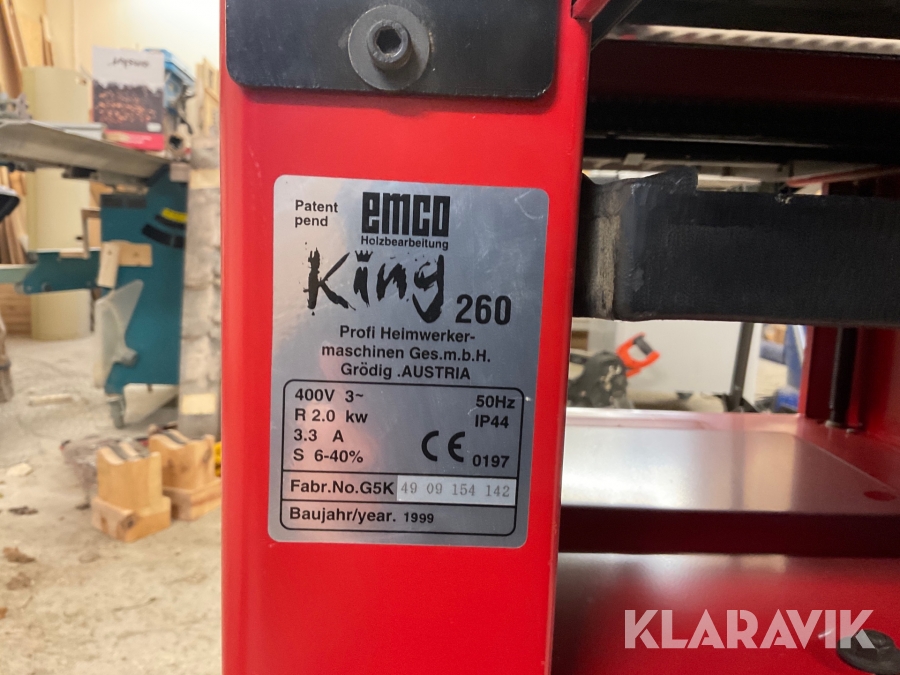 Patent
pend
emco
Holzbearbeitung
King 260
Profi Heimwerker-
maschinen Ges.m.b.H.
Grödig .AUSTRIA
400V 3~ 50Hz
R 2.0 kw IP44
3.3 A
S 6-40% CE 0197
Fabr.No.G5K 49 09 154 142
Baujahr/year. 1999
KLARAVIK